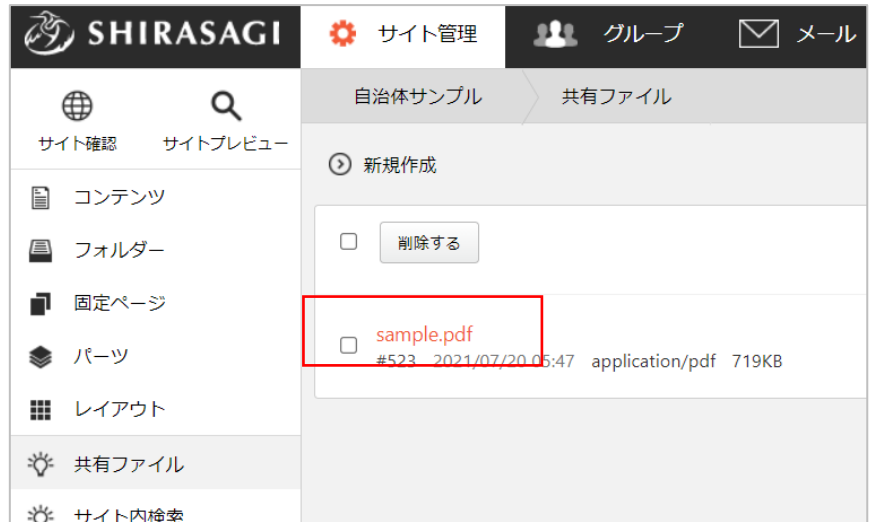 SHIRASAGI
サイト管理
グループ
メール
サイト確認
サイトプレビュー
自治体サンプル
共有ファイル
新規作成
コンテンツ
フォルダー
固定ページ
パーツ
レイアウト
共有ファイル
サイト内検索
削除する
sample.pdf
#523 2021/07/20 05:47 application/pdf 719KB